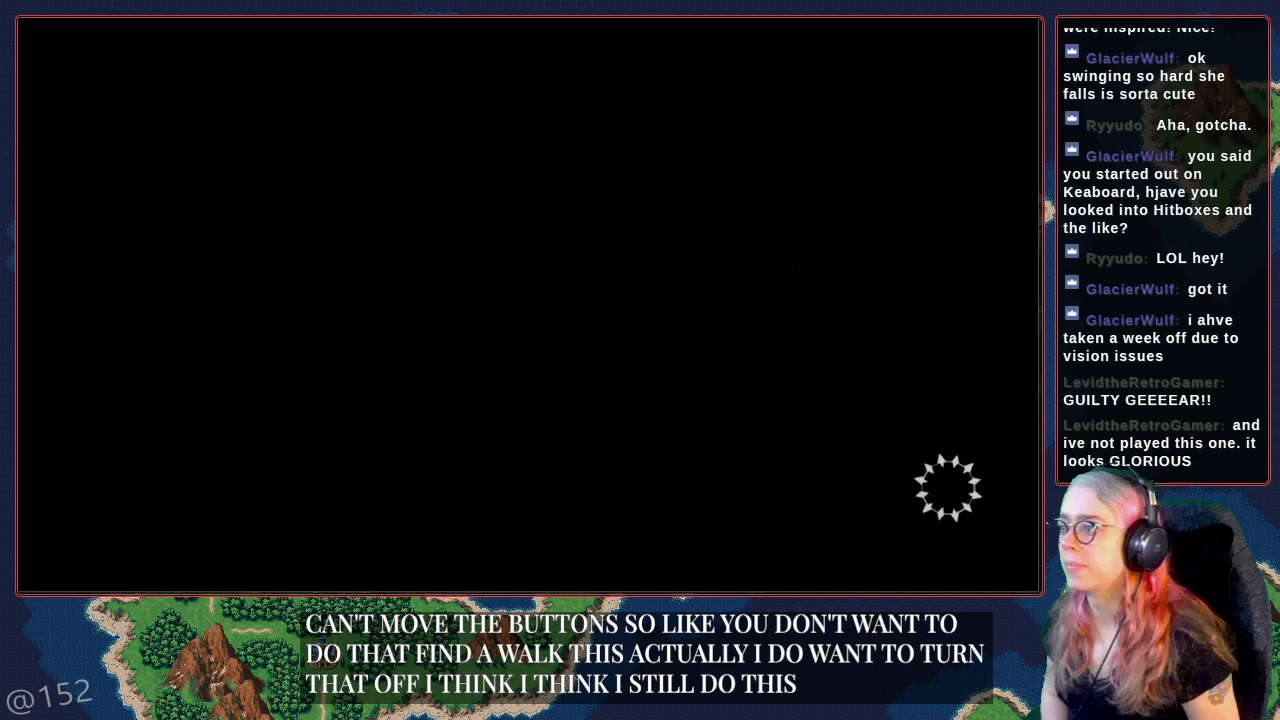 were inspired! Nice!
GlacierWulf: ok
swinging so hard she
falls is sorta cute
Ryyudo: Aha, gotcha.
GlacierWulf: you said
you started out on
Keaboard, hjave you
looked into Hitboxes and
the like?
Ryyudo: LOL hey!
GlacierWulf: got it
GlacierWulf: i ahve
taken a week off due to
vision issues
LevidtheRetroGamer:
GUILTY GEEEEAR!!
LevidtheRetroGamer: and
ive not played this one. it
looks GLORIOUS
CAN'T MOVE THE BUTTONS SO LIKE YOU DON'T WANT TO
DO THAT FIND A WALK THIS ACTUALLY I DO WANT TO TURN
THAT OFF I THINK I THINK I STILL DO THIS
@152